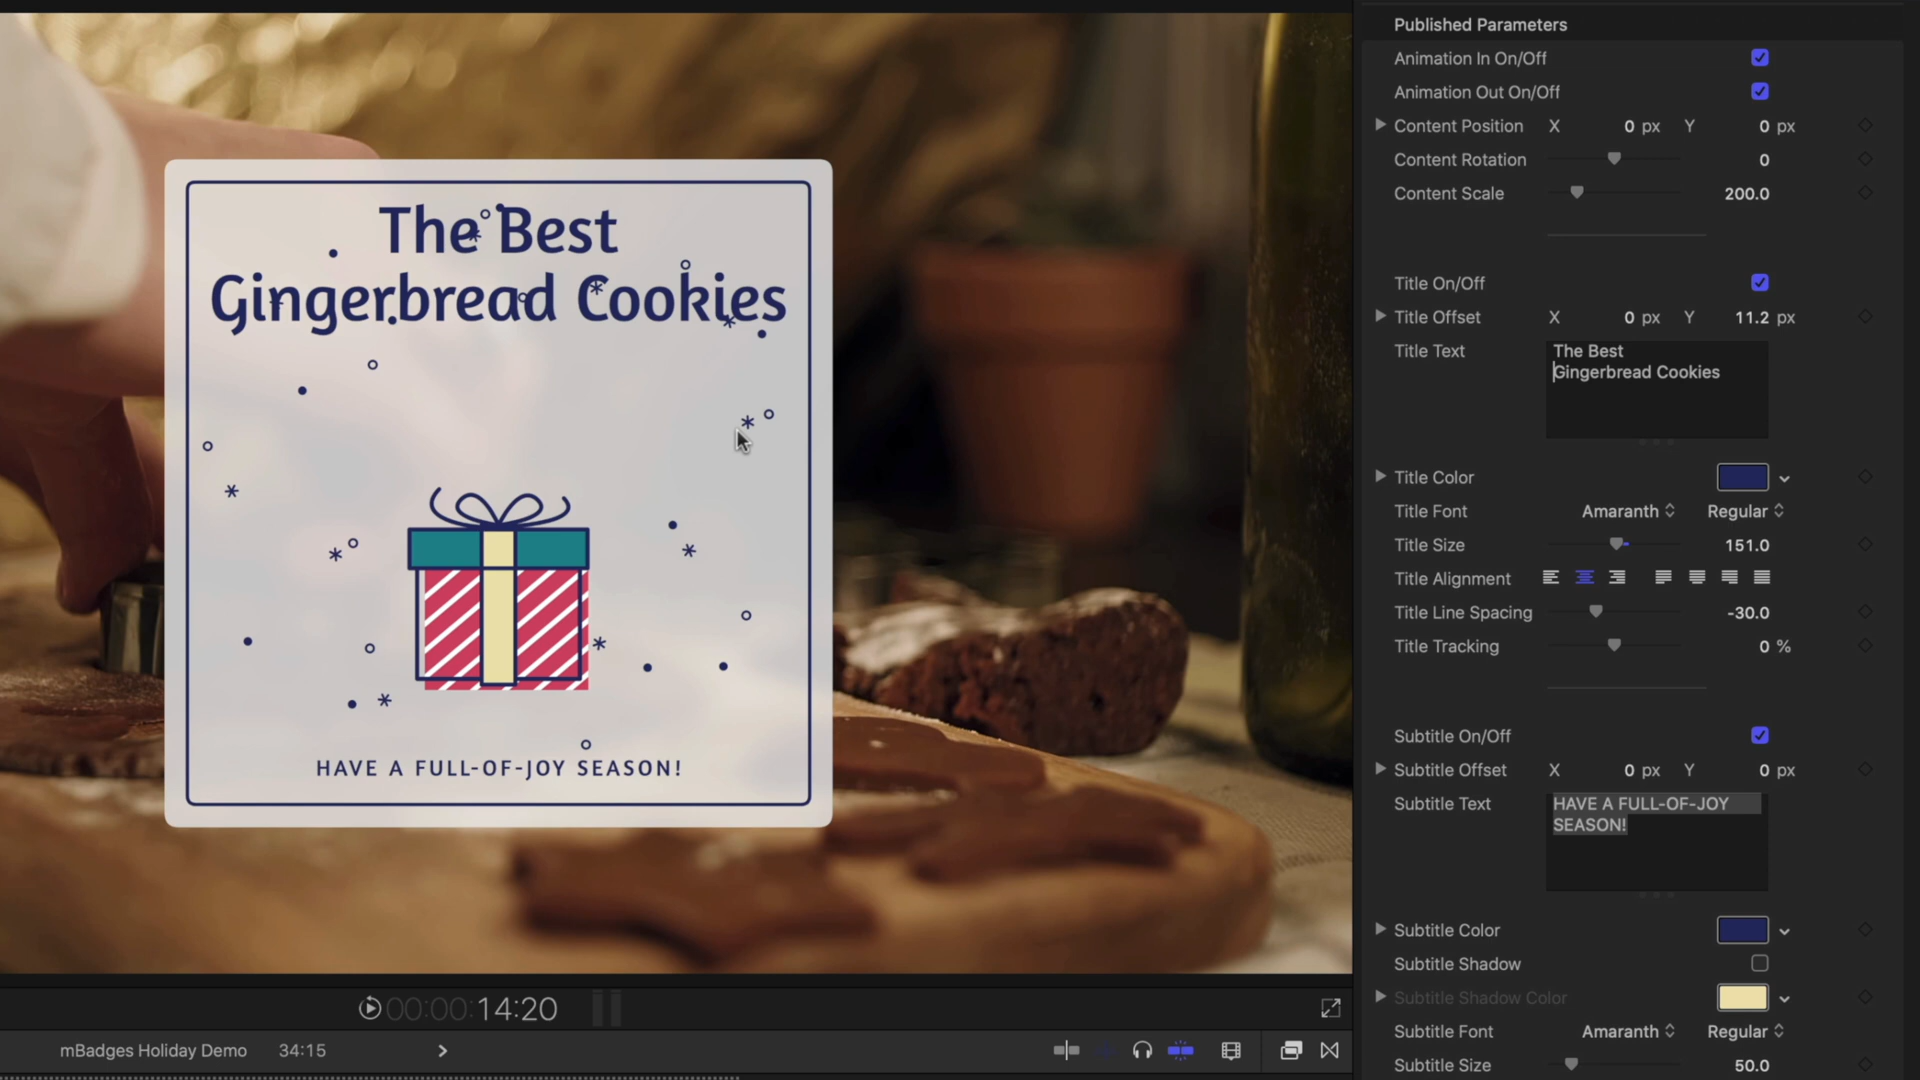 The Best
Gingerbread Cookies
HAVE A FULL-OF-JOY SEASON!
00:00:14:20
mBadges Holiday Demo 34:15
Published Parameters
Animation In On/Off
Animation Out On/Off
Content Position X 0 px Y 0 px
Content Rotation 0
Content Scale 200.0
Title On/Off
Title Offset X 0 px Y 11.2 px
Title Text The Best
Gingerbread Cookies
Title Color
Title Font Amaranth Regular
Title Size 151.0
Title Alignment
Title Line Spacing -30.0
Title Tracking 0 %
Subtitle On/Off
Subtitle Offset X 0 px Y 0 px
Subtitle Text HAVE A FULL-OF-JOY
SEASON!
Subtitle Color
Subtitle Shadow
Subtitle Shadow Color
Subtitle Font Amaranth Regular
Subtitle Size 50.0